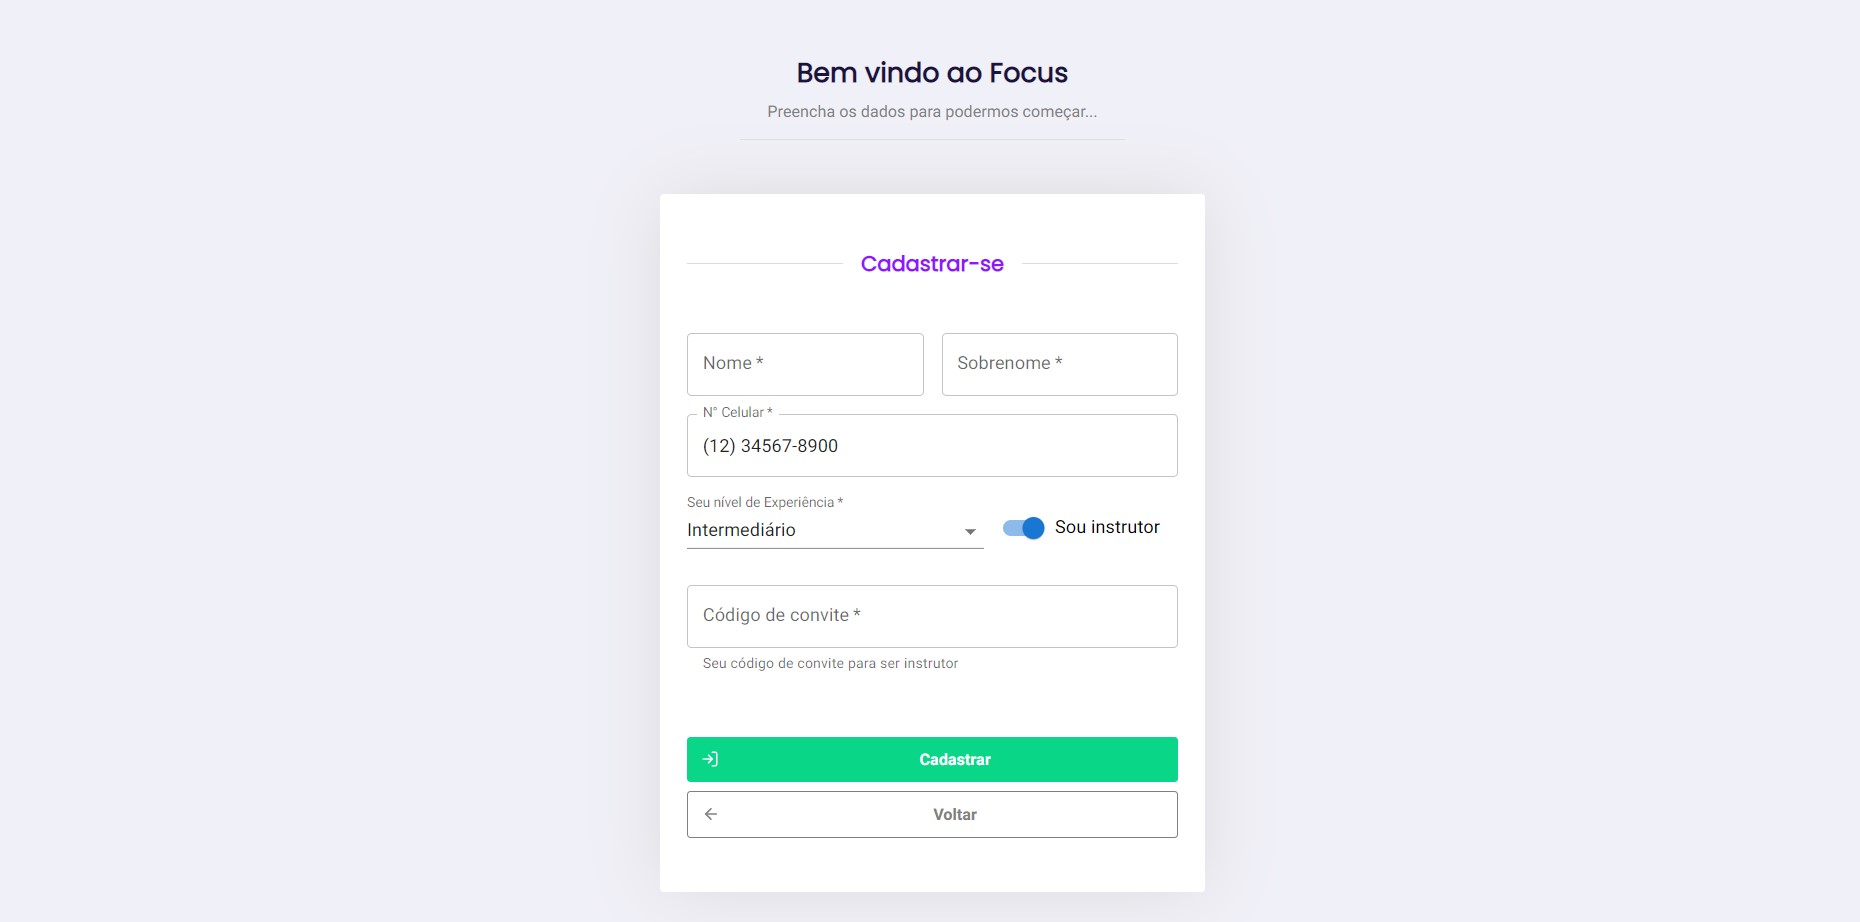 Bem vindo ao Focus
Preencha os dados para podermos começar...
Cadastrar-se
Nome *
Sobrenome *
N° Celular *
(12) 34567-8900
Seu nível de Experiência *
Intermediário
Sou instrutor
Código de convite *
Seu código de convite para ser instrutor
Cadastrar
Voltar